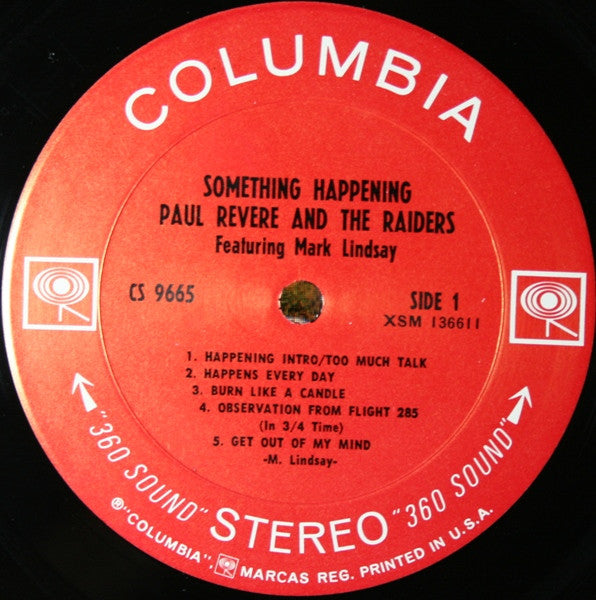 COLUMBIA
SOMETHING HAPPENING
PAUL REVERE AND THE RAIDERS
Featuring Mark Lindsay
CS 9665
SIDE 1
XSM 136611
1. HAPPENING INTRO/TOO MUCH TALK
2. HAPPENS EVERY DAY
3. BURN LIKE A CANDLE
4. OBSERVATION FROM FLIGHT 285
(In 3/4 Time)
5. GET OUT OF MY MIND
-M. Lindsay-
"360 SOUND" STEREO "360 SOUND"
®"COLUMBIA", MARCAS REG. PRINTED IN U.S.A.